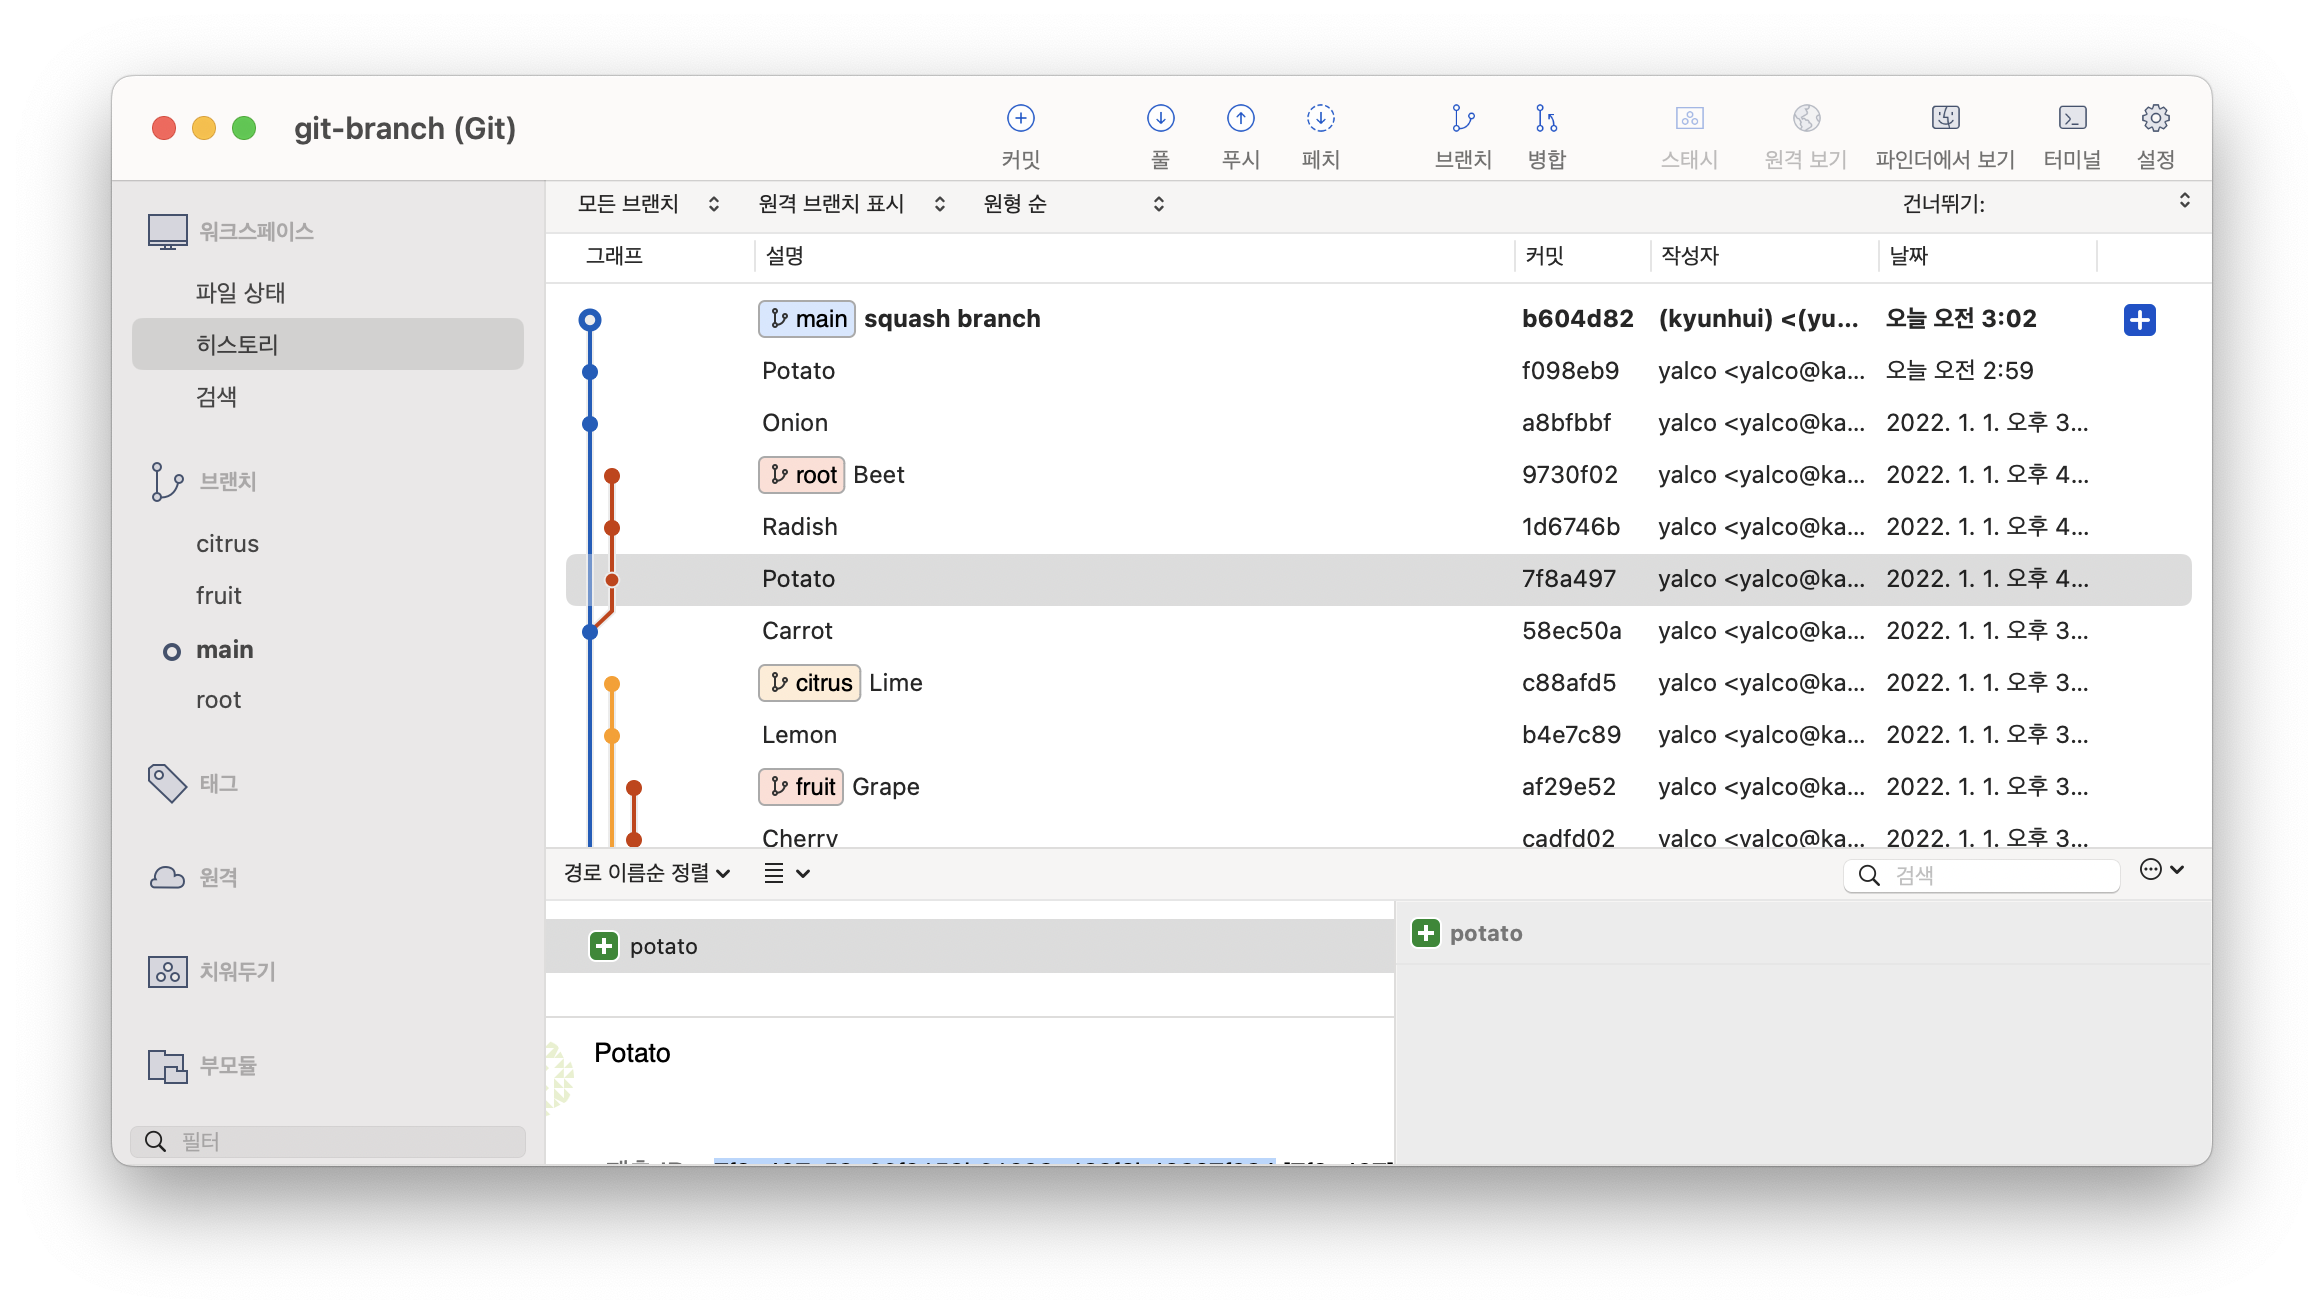 git-branch (Git)
커밋
풀
푸시
페치
브랜치
병합
스태시
원격 보기
파인더에서 보기
터미널
설정
워크스페이스
파일 상태
히스토리
검색
브랜치
citrus
fruit
main
root
태그
원격
치워두기
부모듈
필터
모든 브랜치 원격 브랜치 표시 원형 순 건너뛰기:
그래프 설명 커밋 작성자 날짜
main squash branch b604d82 (kyunhui) <(yu... 오늘 오전 3:02
Potato f098eb9 yalco <yalco@ka... 오늘 오전 2:59
Onion a8bfbbf yalco <yalco@ka... 2022. 1. 1. 오후 3...
root Beet 9730f02 yalco <yalco@ka... 2022. 1. 1. 오후 4...
Radish 1d6746b yalco <yalco@ka... 2022. 1. 1. 오후 4...
Potato 7f8a497 yalco <yalco@ka... 2022. 1. 1. 오후 4...
Carrot 58ec50a yalco <yalco@ka... 2022. 1. 1. 오후 3...
citrus Lime c88afd5 yalco <yalco@ka... 2022. 1. 1. 오후 3...
Lemon b4e7c89 yalco <yalco@ka... 2022. 1. 1. 오후 3...
fruit Grape af29e52 yalco <yalco@ka... 2022. 1. 1. 오후 3...
Cherry cadfd02 yalco <yalco@ka... 2022. 1. 1. 오후 3...
경로 이름순 정렬 검색
potato
potato
Potato